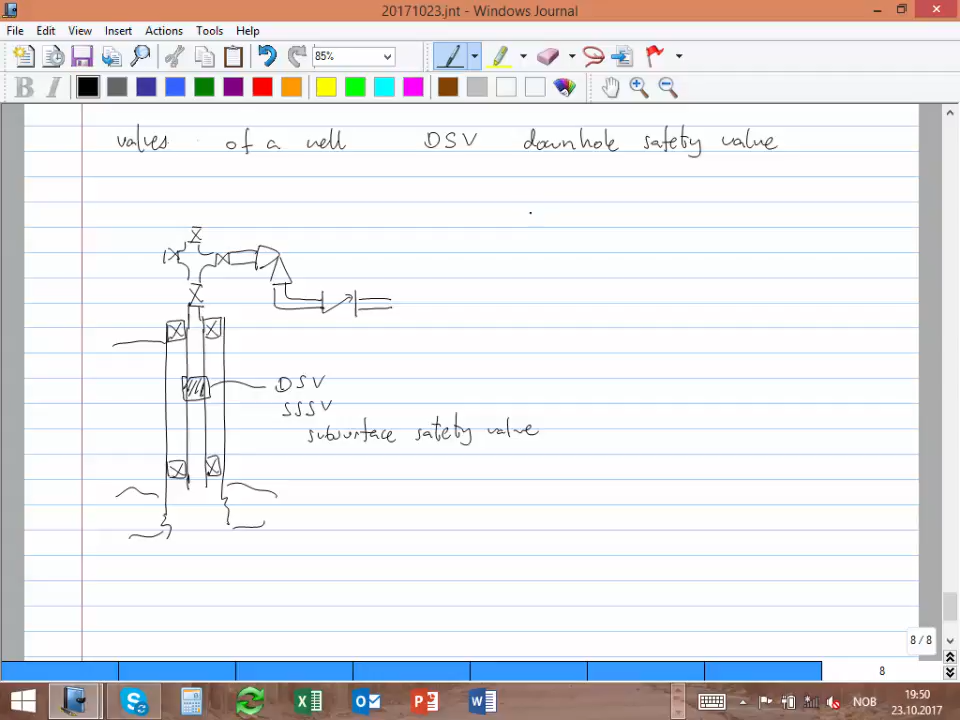 20171023.jnt - Windows Journal
File Edit View Insert Actions Tools Help
85%
B I
valves of a well DSV downhole safety valve
DSV
SSSV
subsurface safety valve
8 / 8
8
NOB
19:50
23.10.2017